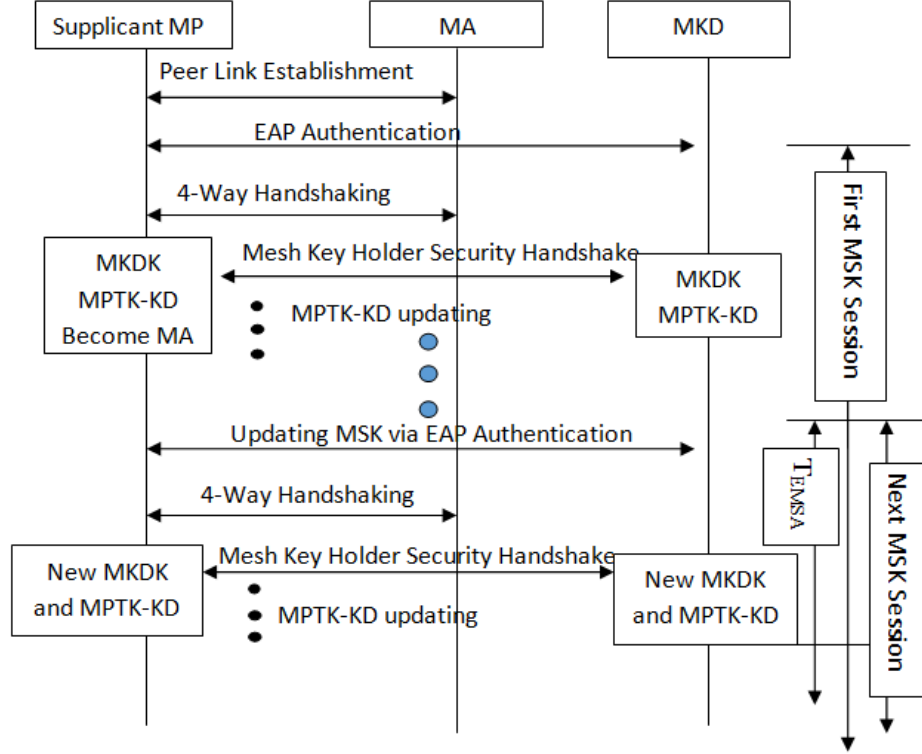 Supplicant MP
MA
MKD
Peer Link Establishment
EAP Authentication
4-Way Handshaking
MKDK
MPTK-KD
Become MA
Mesh Key Holder Security Handshake
MKDK
MPTK-KD
MPTK-KD updating
First MSK Session
Updating MSK via EAP Authentication
4-Way Handshaking
TEMSA
Next MSK Session
New MKDK
and MPTK-KD
Mesh Key Holder Security Handshake
New MKDK
and MPTK-KD
MPTK-KD updating